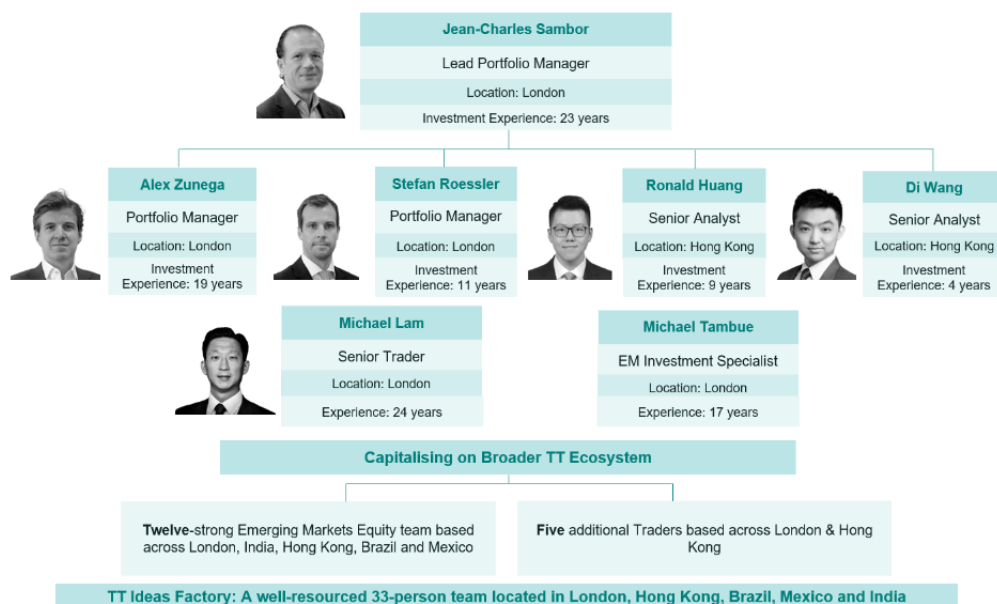 Jean-Charles Sambor
Lead Portfolio Manager
Location: London
Investment Experience: 23 years
Alex Zunega
Portfolio Manager
Location: London
Investment
Experience: 19 years
Stefan Roessler
Portfolio Manager
Location: London
Investment
Experience: 11 years
Ronald Huang
Senior Analyst
Location: Hong Kong
Investment
Experience: 9 years
Di Wang
Senior Analyst
Location: Hong Kong
Investment
Experience: 4 years
Michael Lam
Senior Trader
Location: London
Experience: 24 years
Michael Tambue
EM Investment Specialist
Location: London
Experience: 17 years
Capitalising on Broader TT Ecosystem
Twelve-strong Emerging Markets Equity team based
across London, India, Hong Kong, Brazil and Mexico
Five additional Traders based across London & Hong
Kong
TT Ideas Factory: A well-resourced 33-person team located in London, Hong Kong, Brazil, Mexico and India